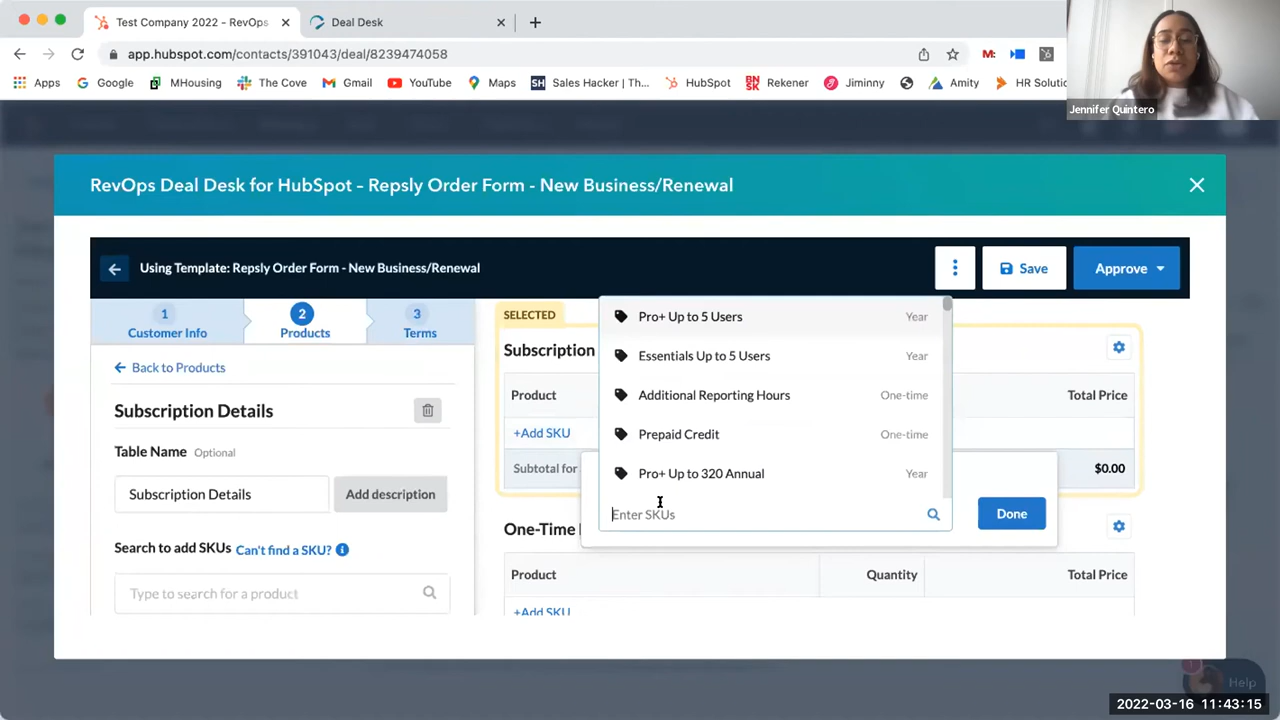 Test Company 2022 - RevOps
Deal Desk
app.hubspot.com/contacts/391043/deal/8239474058
M:
Apps
Google
MHousing
The Cove
Gmail
YouTube
Maps
SH
Sales Hacker | Th...
HubSpot
BN
SK
Rekener
Jiminny
Amity
HR Solutio
Jennifer Quintero
RevOps Deal Desk for HubSpot - Repsly Order Form - New Business/Renewal
Using Template: Repsly Order Form - New Business/Renewal
Save
Approve
1
Customer Info
2
Products
3
Terms
Back to Products
Subscription Details
Table Name Optional
Subscription Details
Add description
Search to add SKUs Can't find a SKU?
Type to search for a product
SELECTED
Subscription
Product
Total Price
+Add SKU
Subtotal for
$0.00
Pro+ Up to 5 Users Year
Essentials Up to 5 Users Year
Additional Reporting Hours One-time
Prepaid Credit One-time
Pro+ Up to 320 Annual Year
Enter SKUs
Done
One-Time
Product Quantity Total Price
+Add SKU
1
Help
2022-03-16 11:43:15